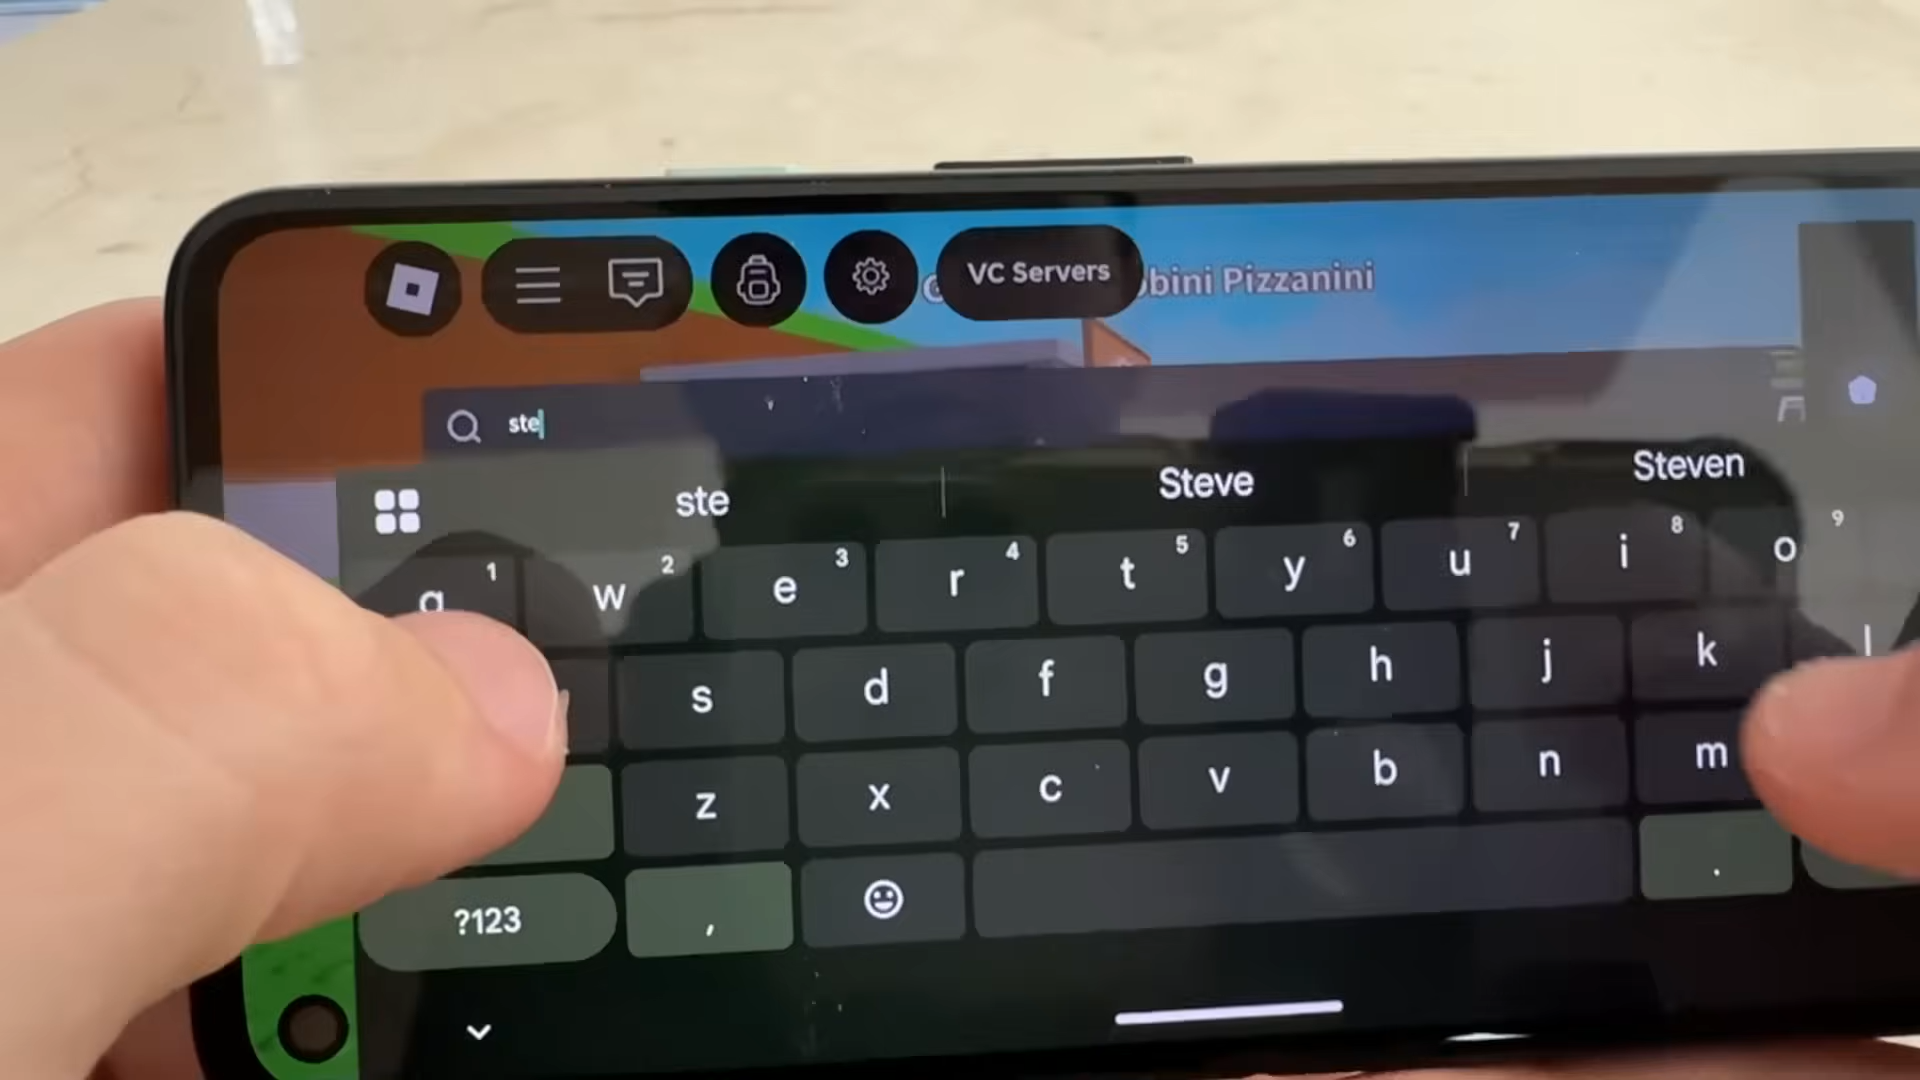 VC Servers
bini Pizzanini
ste
ste Steve Steven
q 1 w 2 e 3 r 4 t 5 y 6 u 7 i 8 o 9
s d f g h j k l
z x c v b n m
?123 , .